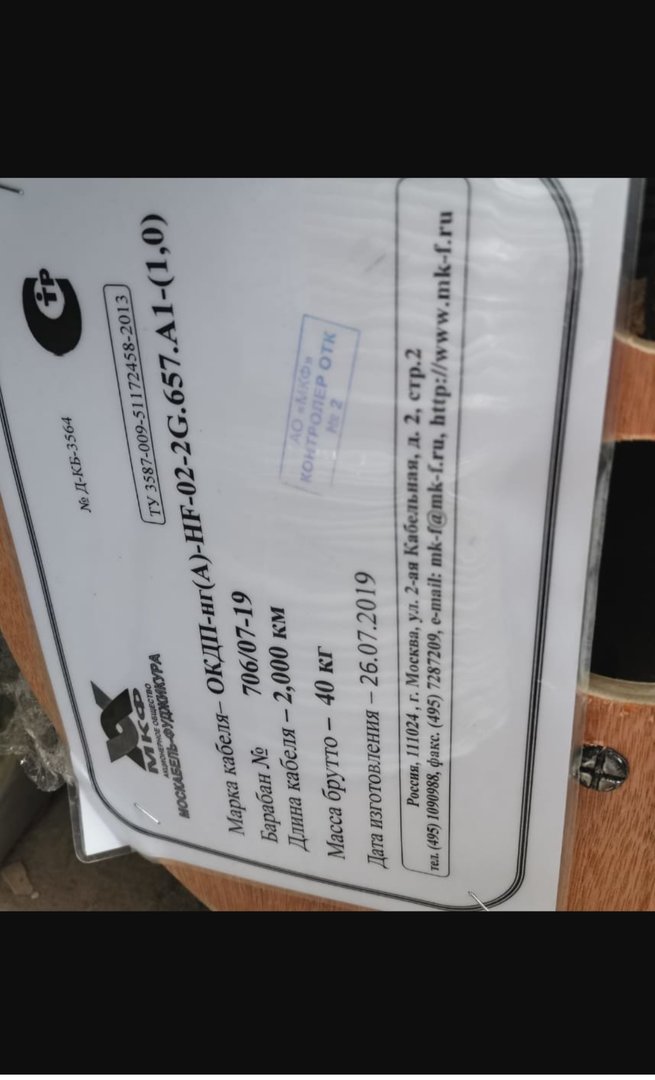 № Д-КБ-3564
ТР
МКФ
АКЦИОНЕРНОЕ ОБЩЕСТВО
МОСКАБЕЛЬ-ФУДЖИКУРА
ТУ 3587-009-51172458-2013
Марка кабеля– ОКДП-нг(А)-HF-02-2G.657.A1-(1,0)
Барабан № 706/07-19
Длина кабеля – 2,000 км
Масса брутто – 40 кг
Дата изготовления – 26.07.2019
АО «МКФ»
КОНТРОЛЕР ОТК
№ 2
Россия, 111024, г. Москва, ул. 2-ая Кабельная, д. 2, стр.2
тел. (495) 1090988, факс. (495) 7287209, e-mail: mk-f@mk-f.ru, http://www.mk-f.ru